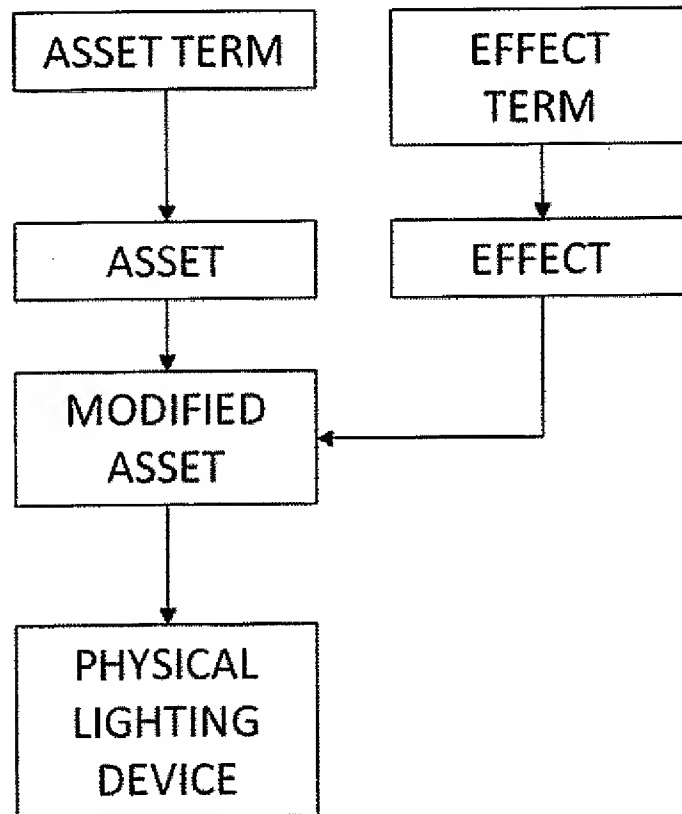 ASSET TERM
EFFECT
TERM
ASSET
EFFECT
MODIFIED
ASSET
PHYSICAL
LIGHTING
DEVICE